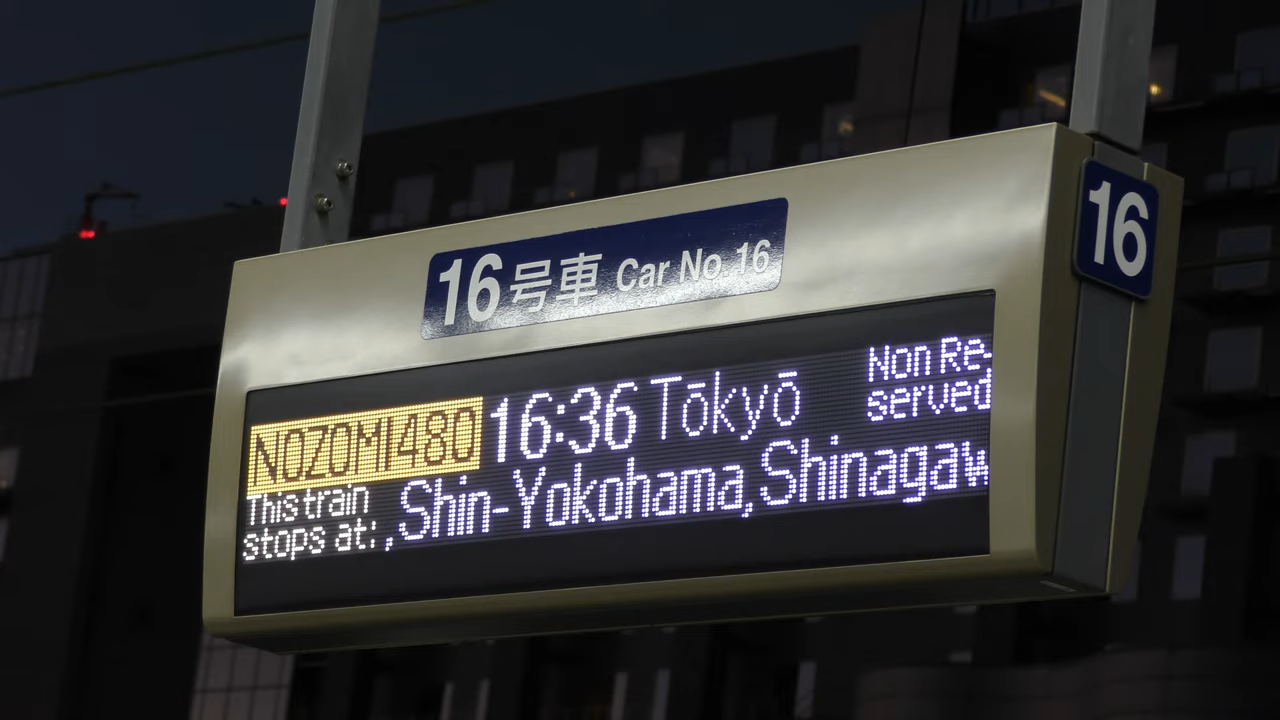 16号車 Car No.16
16
NOZOMI480 16:36 Tōkyō Non Re-
served
This train
stops at: , Shin-Yokohama, Shinagaw